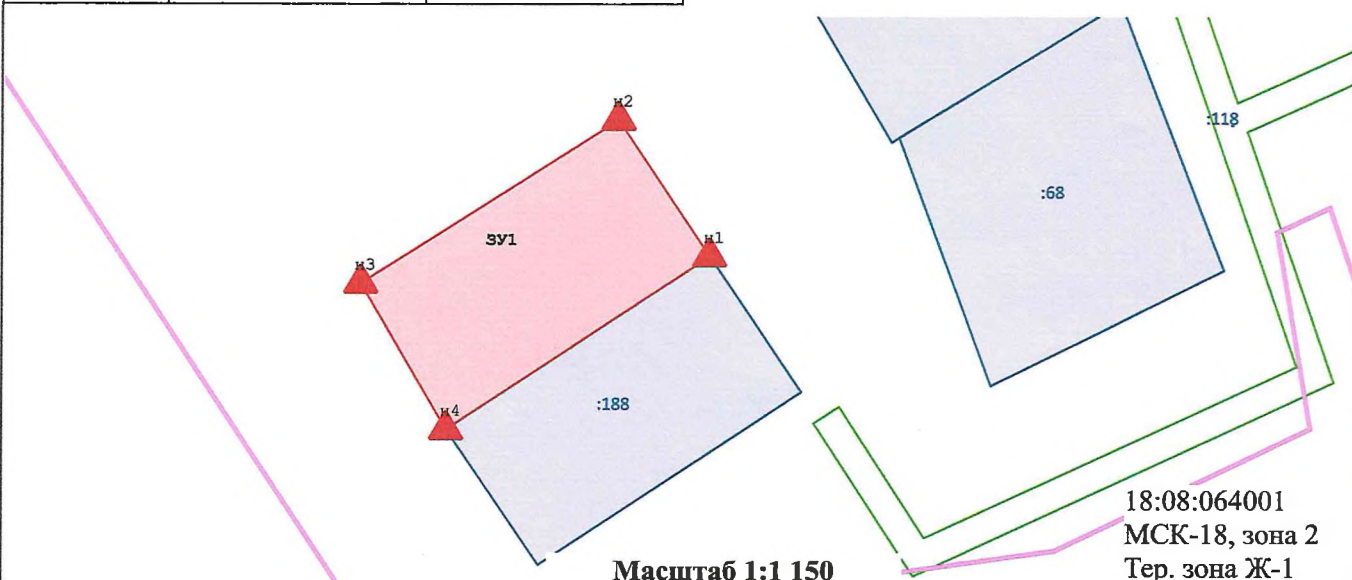 н2
:118
:68
ЗУ1
н1
н3
н4
:188
18:08:064001
МСК-18, зона 2
Масштаб 1:1 150
Тер. зона Ж-1